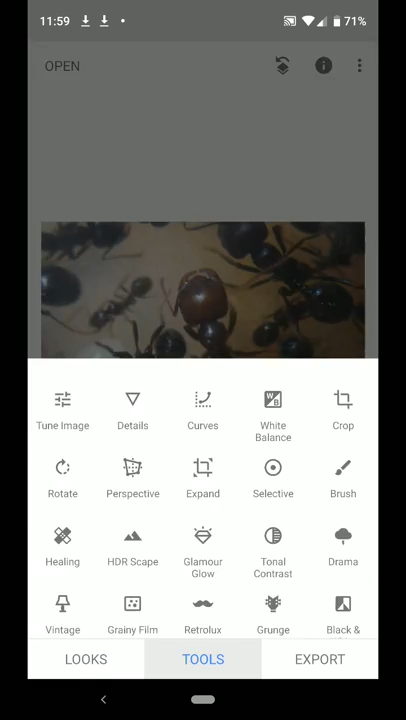 11:59
71%
OPEN
Tune Image
Details
Curves
White
Balance
Crop
Rotate
Perspective
Expand
Selective
Brush
Healing
HDR Scape
Glamour
Glow
Tonal
Contrast
Drama
Vintage
Grainy Film
Retrolux
Grunge
Black &
LOOKS
TOOLS
EXPORT